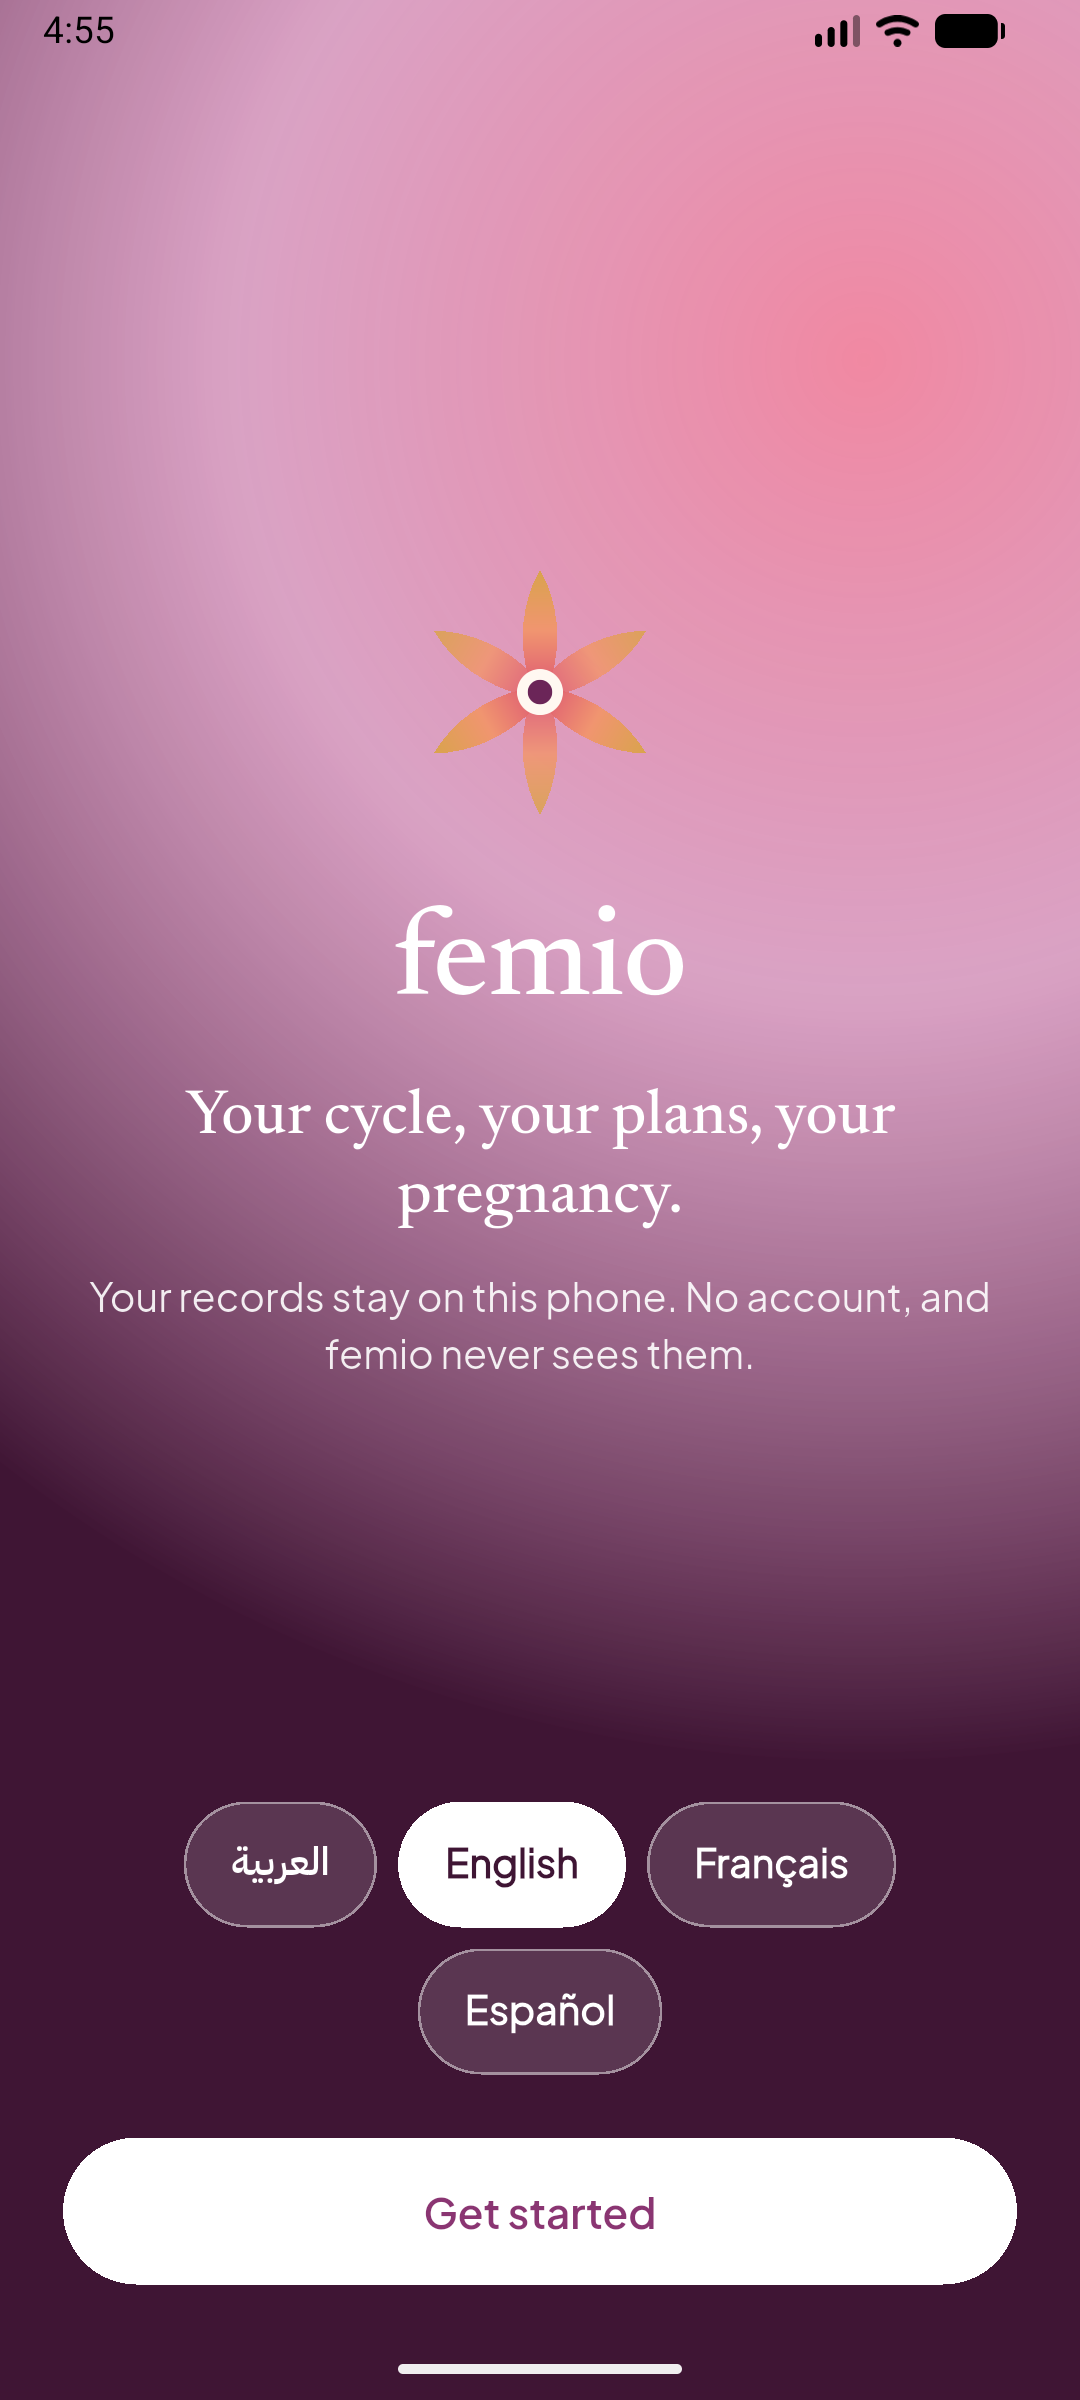 4:55
femio
Your cycle, your plans, your
pregnancy.
Your records stay on this phone. No account, and
femio never sees them.
العربية
English
Français
Español
Get started